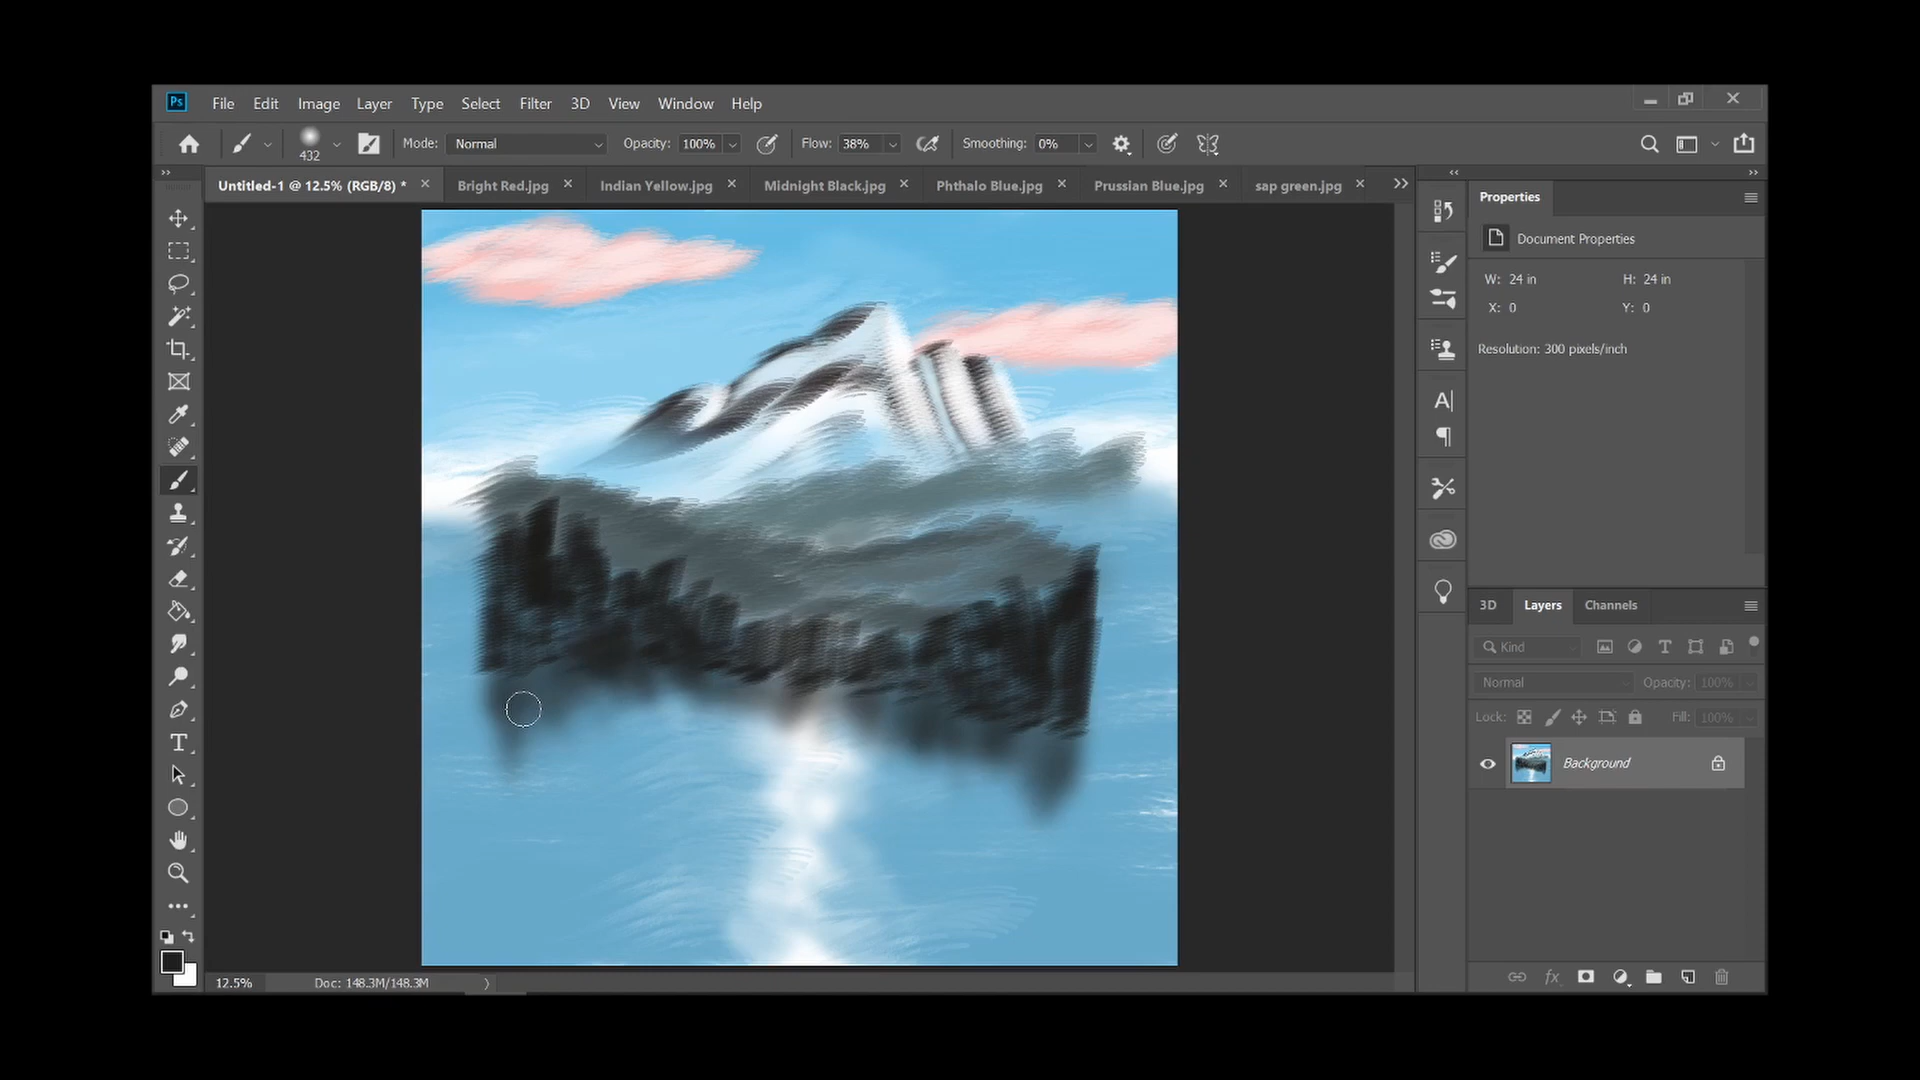 Ps File Edit Image Layer Type Select Filter 3D View Window Help
432 Mode: Normal Opacity: 100% Flow: 38% Smoothing: 0%
Untitled-1 @ 12.5% (RGB/8) * Bright Red.jpg Indian Yellow.jpg Midnight Black.jpg Phthalo Blue.jpg Prussian Blue.jpg sap green.jpg
Properties
Document Properties
W: 24 in H: 24 in
X: 0 Y: 0
Resolution: 300 pixels/inch
3D Layers Channels
Kind
Normal Opacity: 100%
Lock: Fill: 100%
Background
12.5% Doc: 148.3M/148.3M